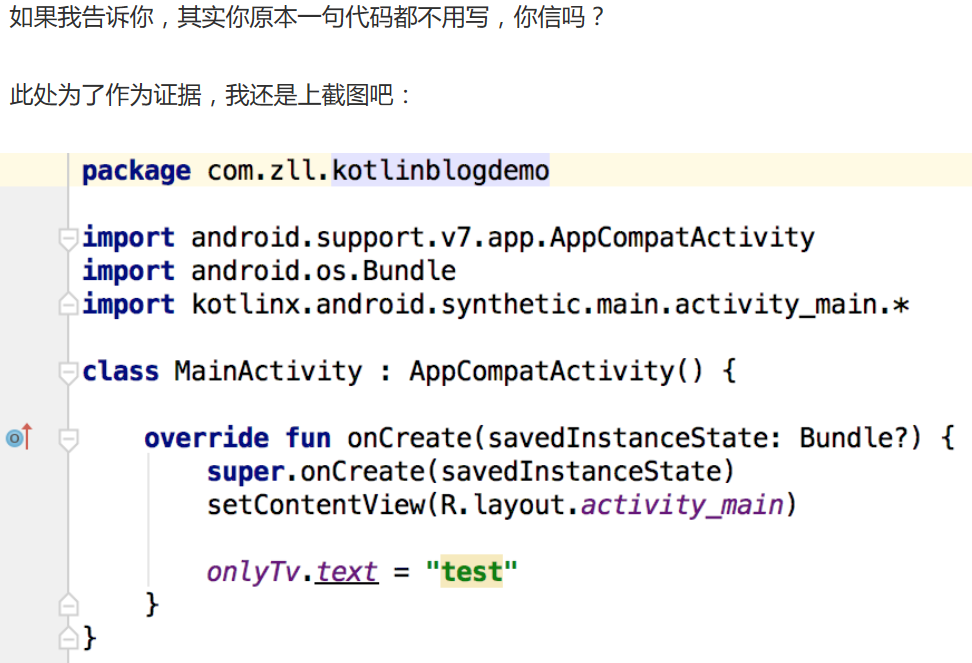 如果我告诉你，其实你原本一句代码都不用写，你信吗？
此处为了作为证据，我还是上截图吧：
package com.zll.kotlinblogdemo
import android.support.v7.app.AppCompatActivity
import android.os.Bundle
import kotlinx.android.synthetic.main.activity_main.*
class MainActivity : AppCompatActivity() {
override fun onCreate(savedInstanceState: Bundle?) {
super.onCreate(savedInstanceState)
setContentView(R.layout.activity_main)
onlyTv.text = "test"
}
}